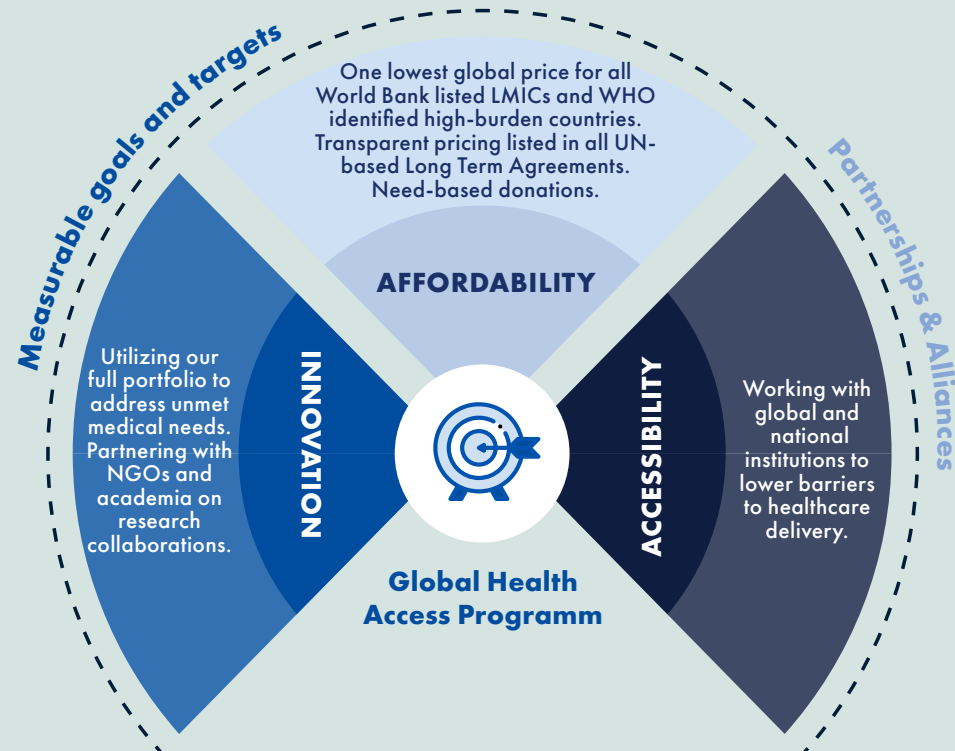 Measurable goals and targets
One lowest global price for all
World Bank listed LMICs and WHO
identified high-burden countries.
Transparent pricing listed in all UN-
based Long Term Agreements.
Need-based donations.
AFFORDABILITY
Partnerships & Alliances
Utilizing our
full portfolio to
address unmet
medical needs.
Partnering with
NGOs and
academia on
research
collaborations.
INNOVATION
ACCESSIBILITY
Working with
global and
national
institutions to
lower barriers
to healthcare
delivery.
Global Health
Access Programm